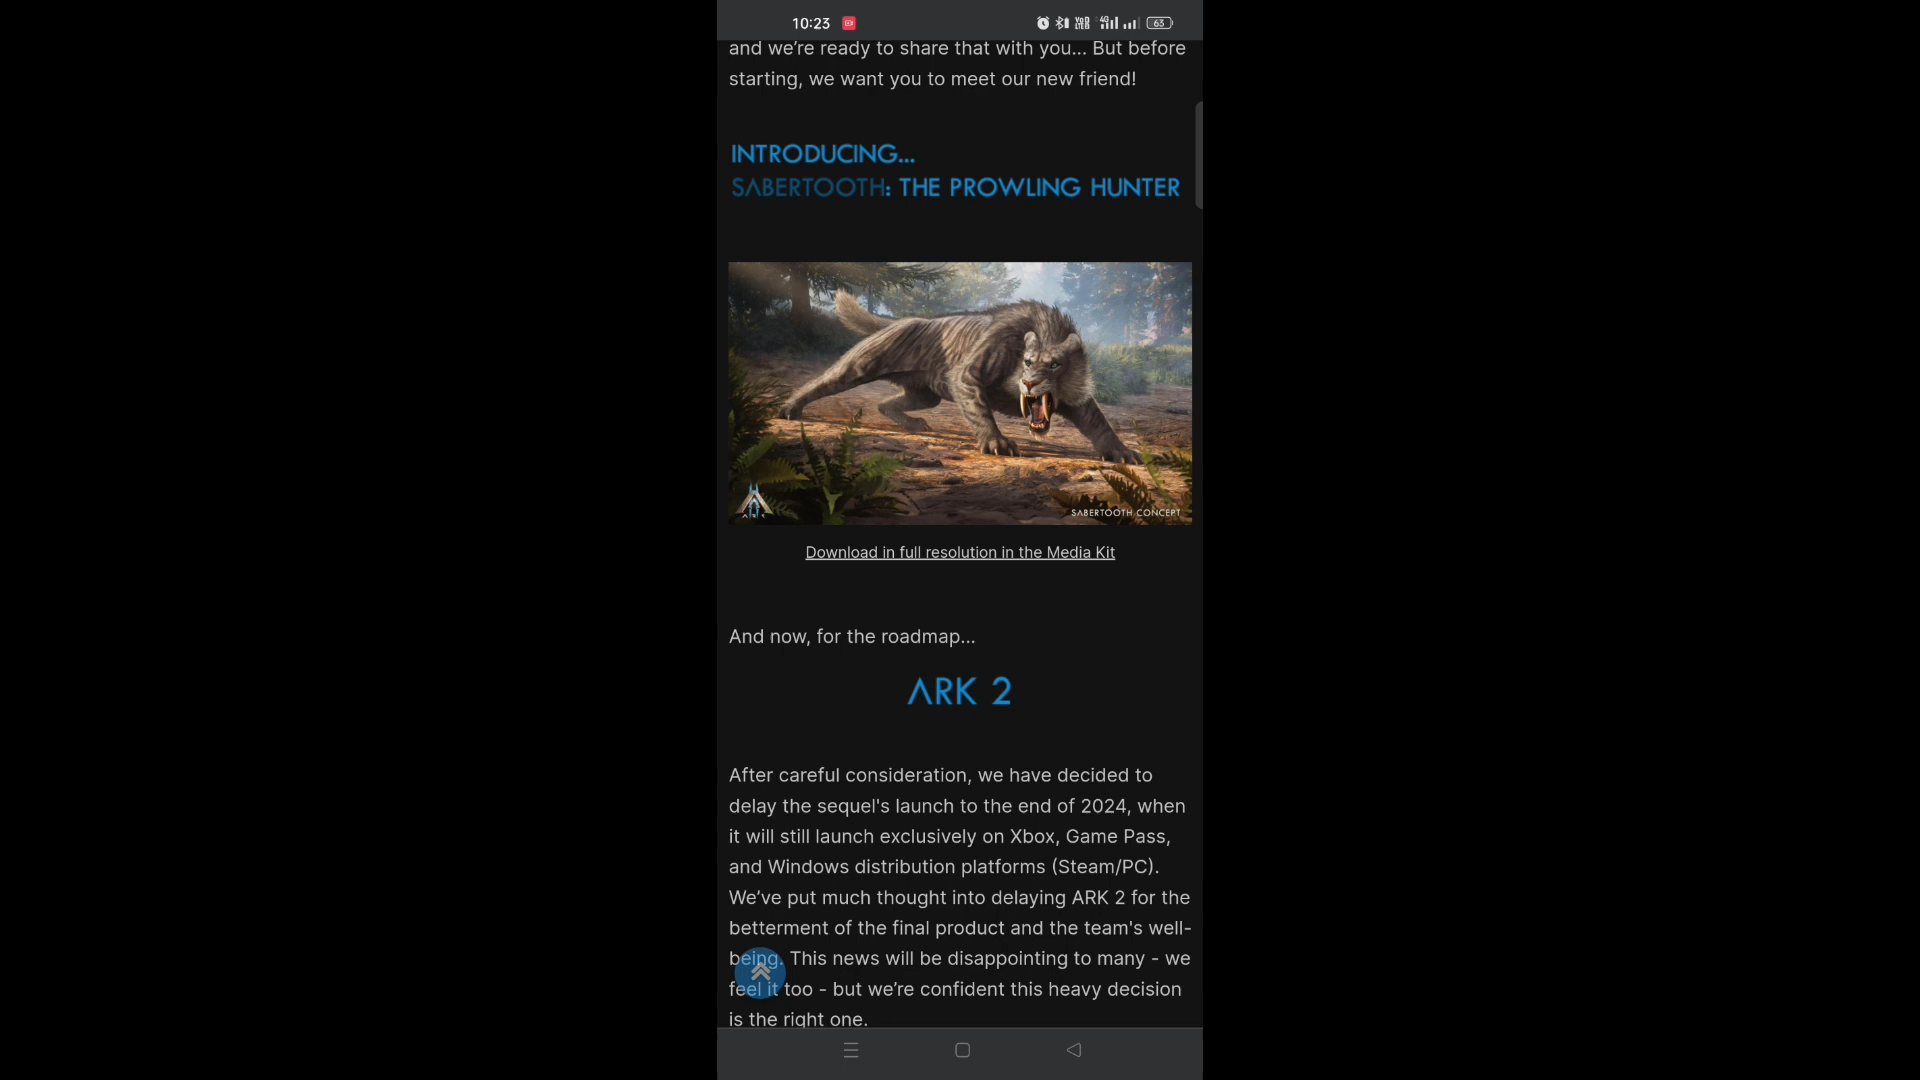 10:23
63
and we’re ready to share that with you... But before
starting, we want you to meet our new friend!
INTRODUCING...
SABERTOOTH: THE PROWLING HUNTER
SABERTOOTH CONCEPT
Download in full resolution in the Media Kit
And now, for the roadmap...
ARK 2
After careful consideration, we have decided to
delay the sequel's launch to the end of 2024, when
it will still launch exclusively on Xbox, Game Pass,
and Windows distribution platforms (Steam/PC).
We’ve put much thought into delaying ARK 2 for the
betterment of the final product and the team's well-
being. This news will be disappointing to many - we
feel it too - but we’re confident this heavy decision
is the right one.